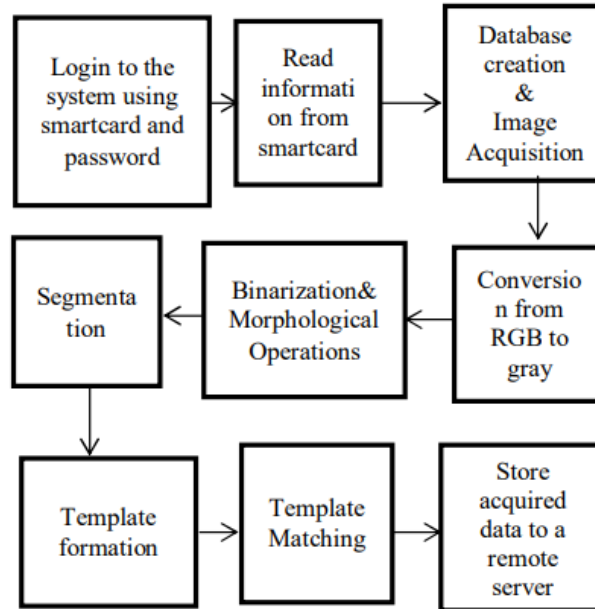 Login to the
system using
smartcard and
password
Read
informati
on from
smartcard
Database
creation
&
Image
Acquisition
Conversio
n from
RGB to
gray
Binarization&
Morphological
Operations
Segmenta
tion
Template
formation
Template
Matching
Store
acquired
data to a
remote
server